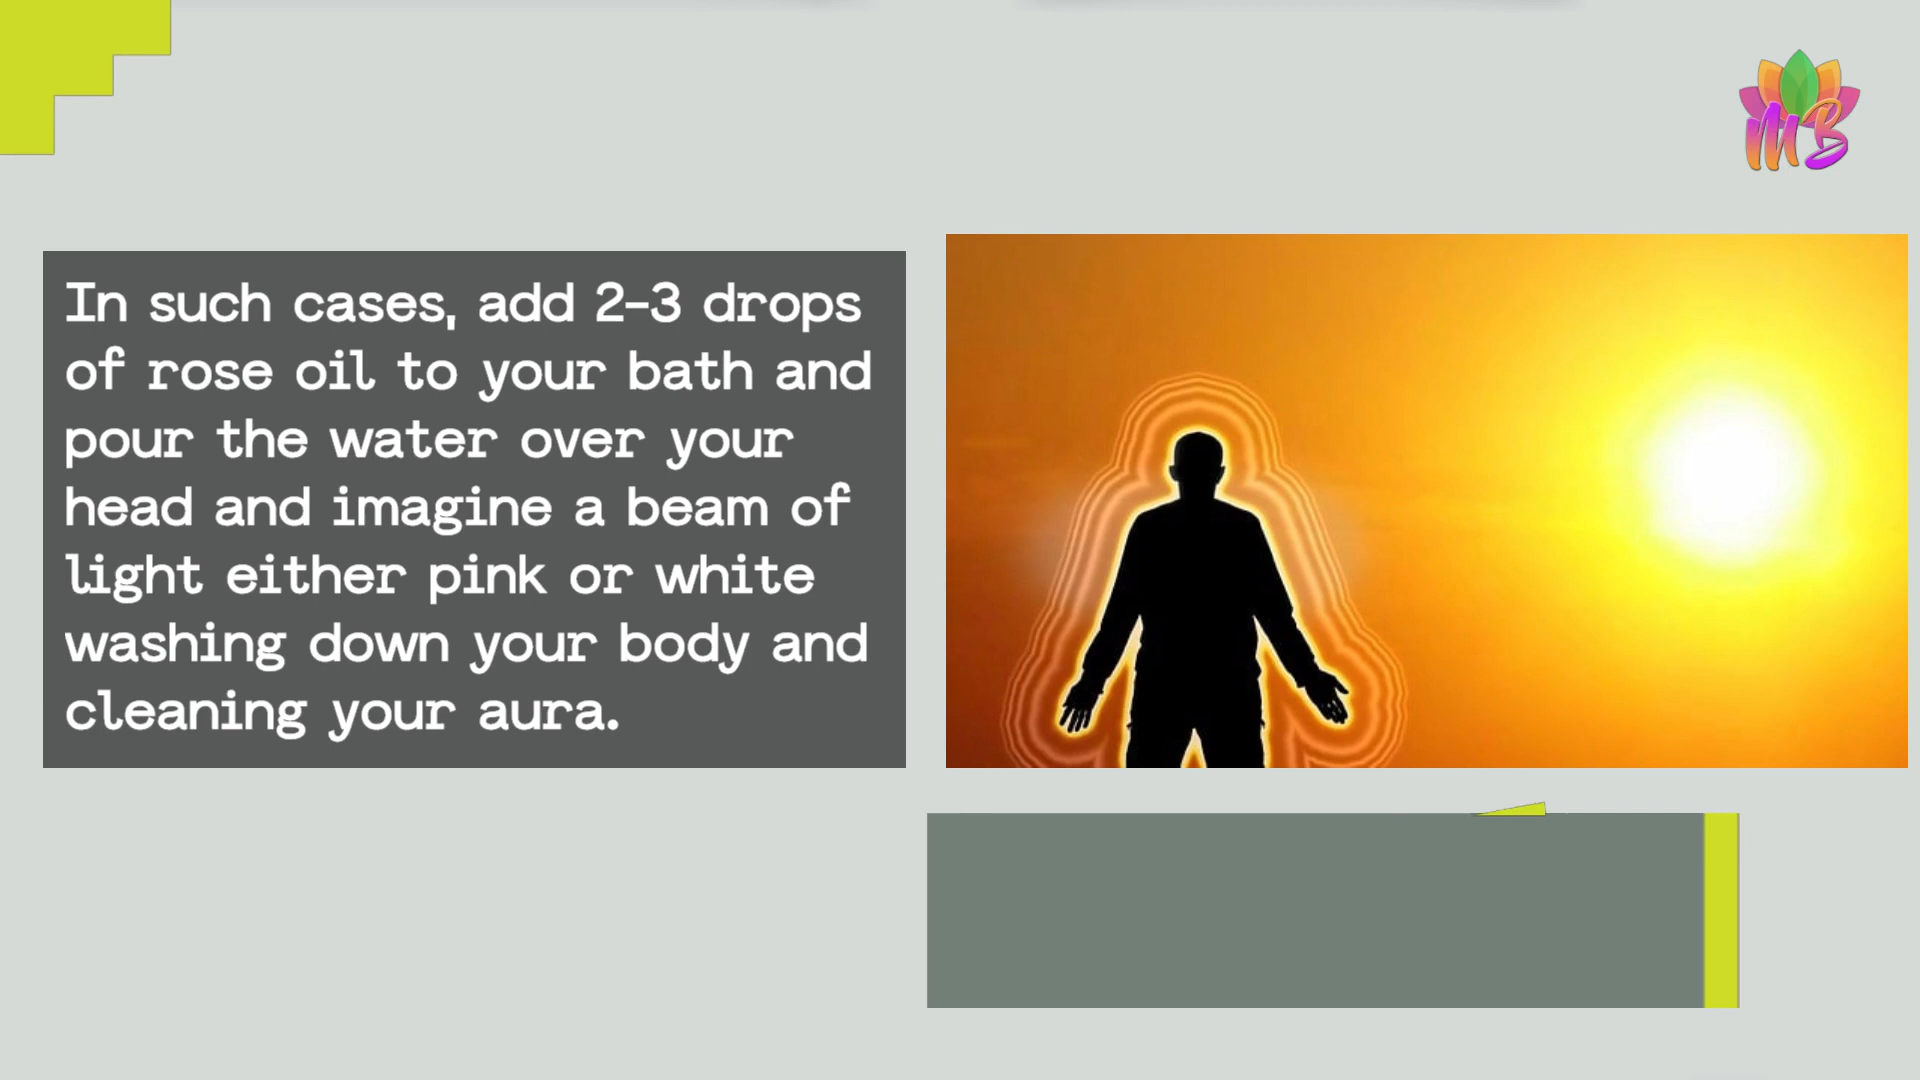 MB
In such cases, add 2-3 drops
of rose oil to your bath and
pour the water over your
head and imagine a beam of
light either pink or white
washing down your body and
cleaning your aura.